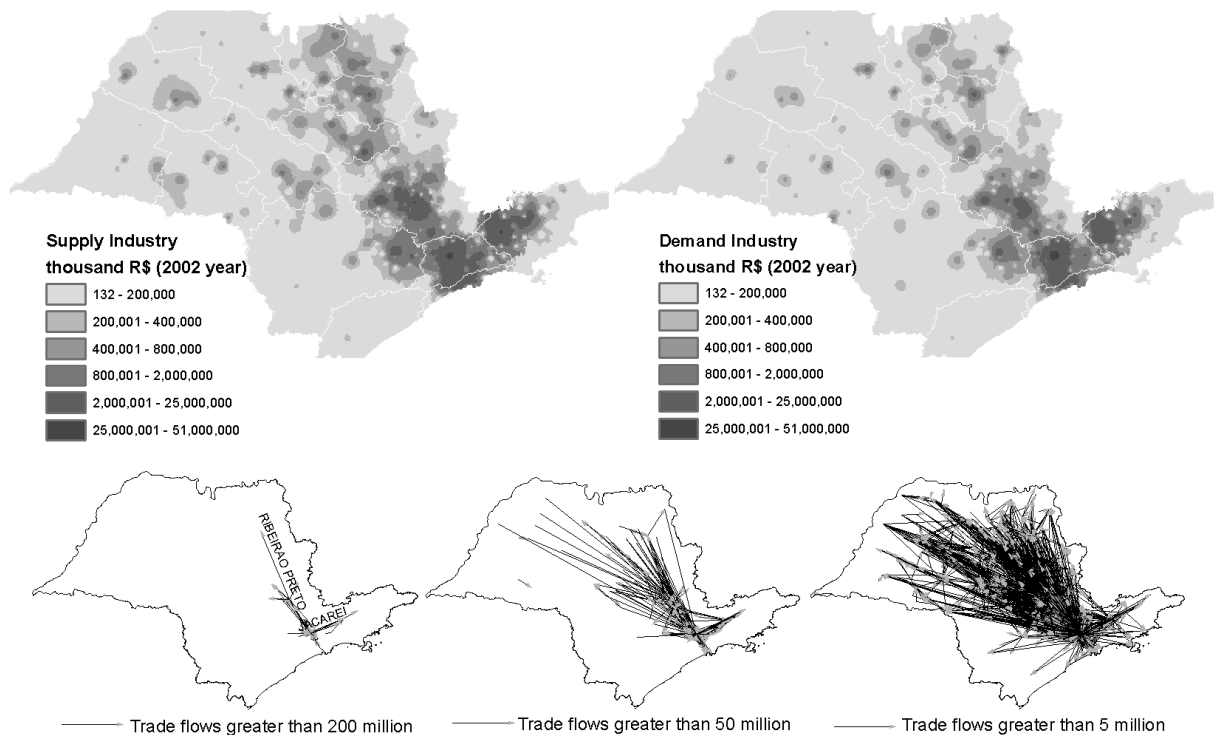 Supply Industry
thousand R$ (2002 year)
132 - 200,000
200,001 - 400,000
400,001 - 800,000
800,001 - 2,000,000
2,000,001 - 25,000,000
25,000,001 - 51,000,000
Demand Industry
thousand R$ (2002 year)
132 - 200,000
200,001 - 400,000
400,001 - 800,000
800,001 - 2,000,000
2,000,001 - 25,000,000
25,000,001 - 51,000,000
RIBEIRAO PRETO
JACAREI
Trade flows greater than 200 million
Trade flows greater than 50 million
Trade flows greater than 5 million